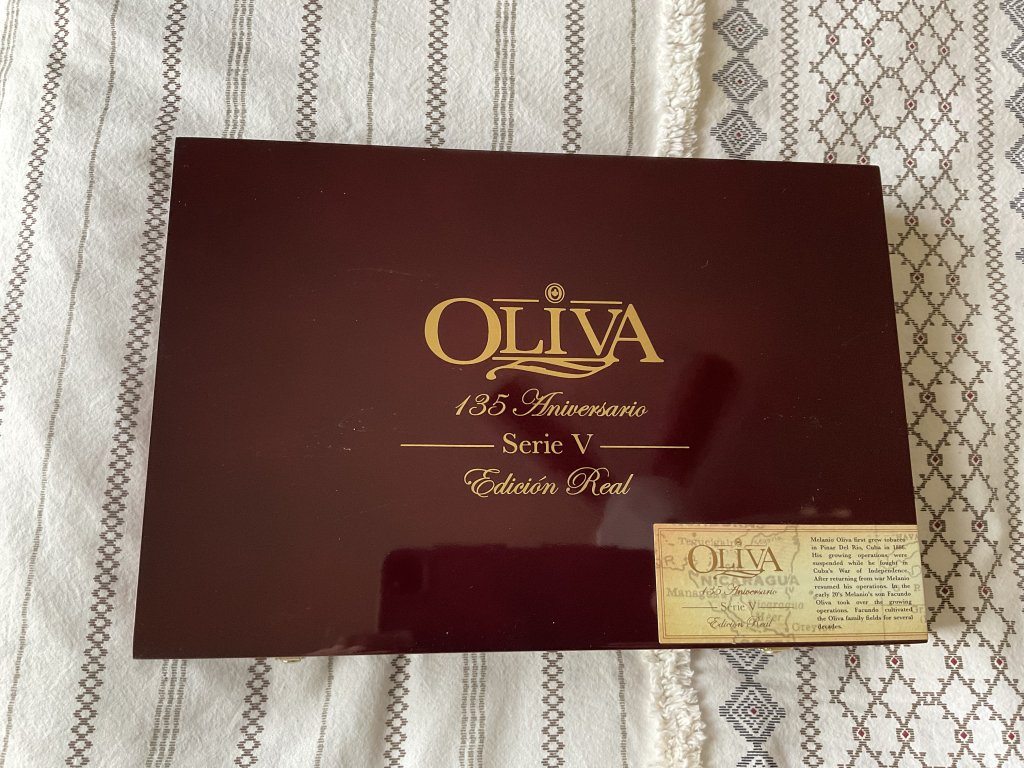 OLIVA
135 Aniversario
Serie V
Edición Real
Tegucigalpa
OLIVA
NICARAGUA
135 Aniversario
Serie V
Nicaragua
Edición Real
Melanio Oliva first grew tobacco
in Pinar Del Rio, Cuba in 1886.
His growing operations were
suspended while he fought in
Cuba's War of Independence.
After returning from war Melanio
resumed his operations. In the
early 20's Melanio's son Facundo
Oliva took over the growing
operations. Facundo cultivated
the Oliva family fields for several
decades.